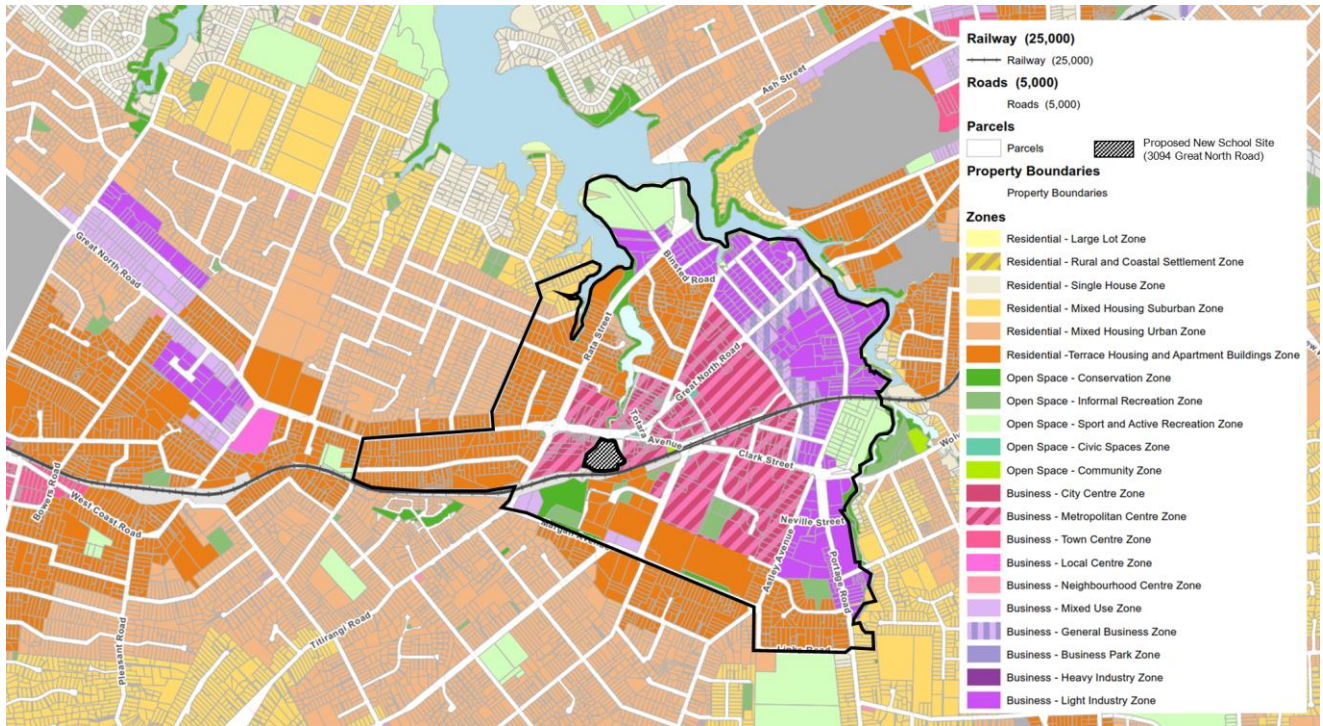 Ash Street
Great North Road
Binsted Road
Rata Street
Great North Road
Totara Avenue
Clark Street
Bowers Road
West Coast Road
Neville Street
Astley Avenue
Portage Road
Titirangi Road
Pleasant Road
Railway (25,000)
Railway (25,000)
Roads (5,000)
Roads (5,000)
Parcels
Parcels
Proposed New School Site
(3094 Great North Road)
Property Boundaries
Property Boundaries
Zones
Residential - Large Lot Zone
Residential - Rural and Coastal Settlement Zone
Residential - Single House Zone
Residential - Mixed Housing Suburban Zone
Residential - Mixed Housing Urban Zone
Residential -Terrace Housing and Apartment Buildings Zone
Open Space - Conservation Zone
Open Space - Informal Recreation Zone
Open Space - Sport and Active Recreation Zone
Open Space - Civic Spaces Zone
Open Space - Community Zone
Business - City Centre Zone
Business - Metropolitan Centre Zone
Business - Town Centre Zone
Business - Local Centre Zone
Business - Neighbourhood Centre Zone
Business - Mixed Use Zone
Business - General Business Zone
Business - Business Park Zone
Business - Heavy Industry Zone
Business - Light Industry Zone